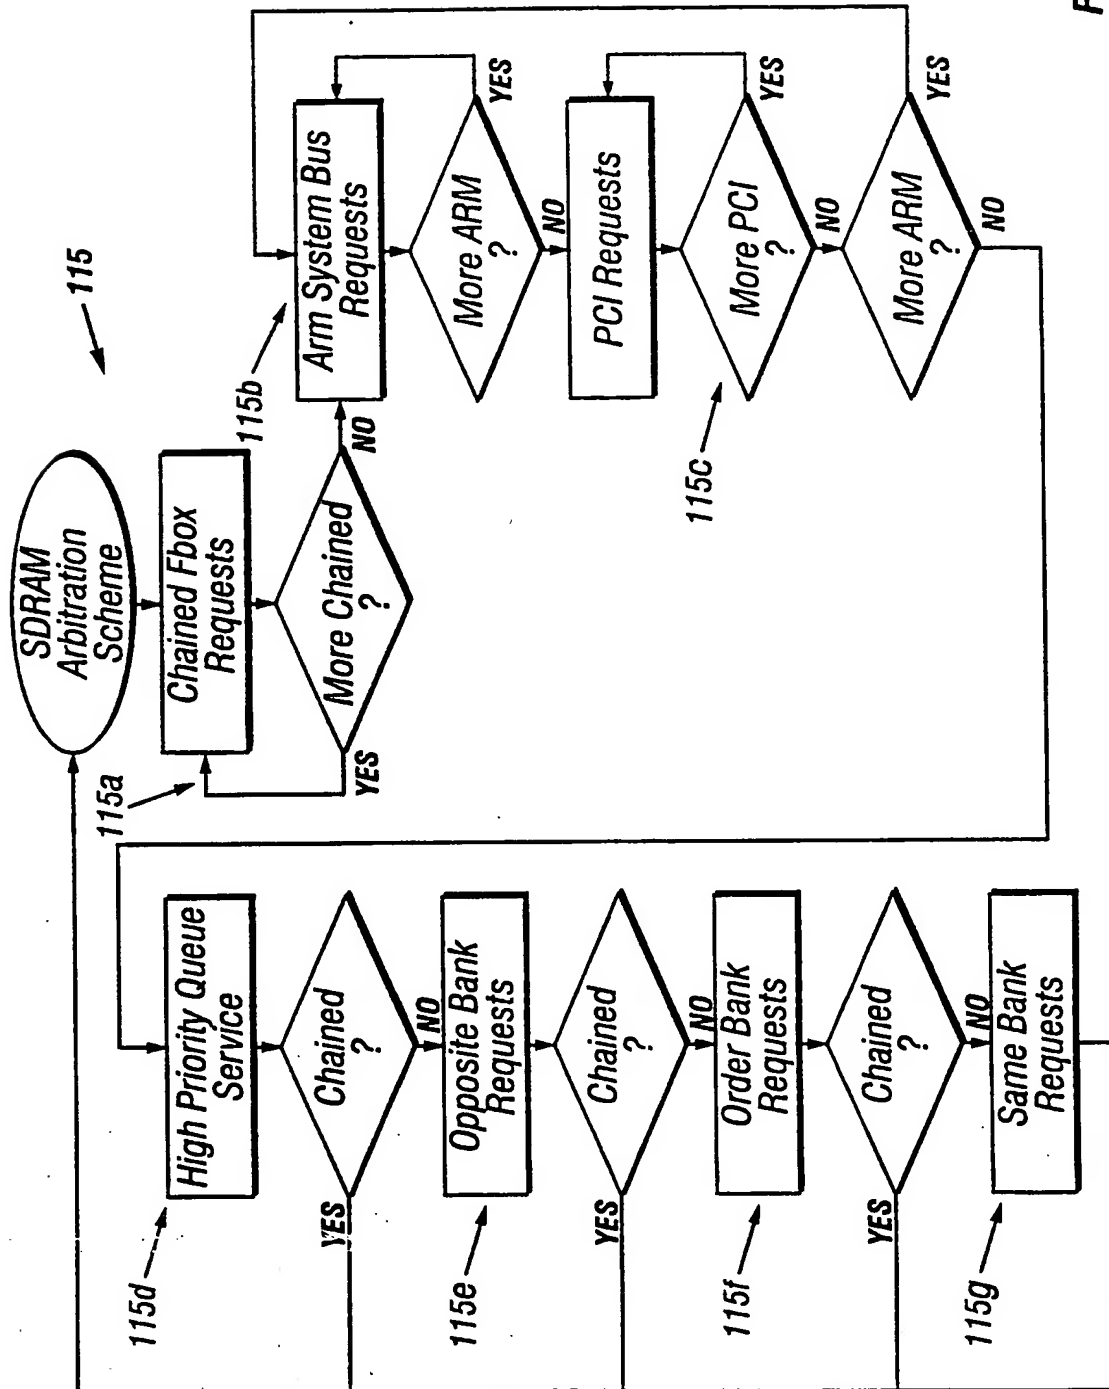 SDRAM
Arbitration
Scheme
115
115a
Chained Fbox
Requests
More Chained
?
YES
NO
115b
Arm System Bus
Requests
More ARM
?
YES
NO
PCI Requests
115c
More PCI
?
YES
NO
More ARM
?
YES
NO
115d
High Priority Queue
Service
Chained
?
YES
NO
115e
Opposite Bank
Requests
Chained
?
YES
NO
115f
Order Bank
Requests
Chained
?
YES
NO
115g
Same Bank
Requests